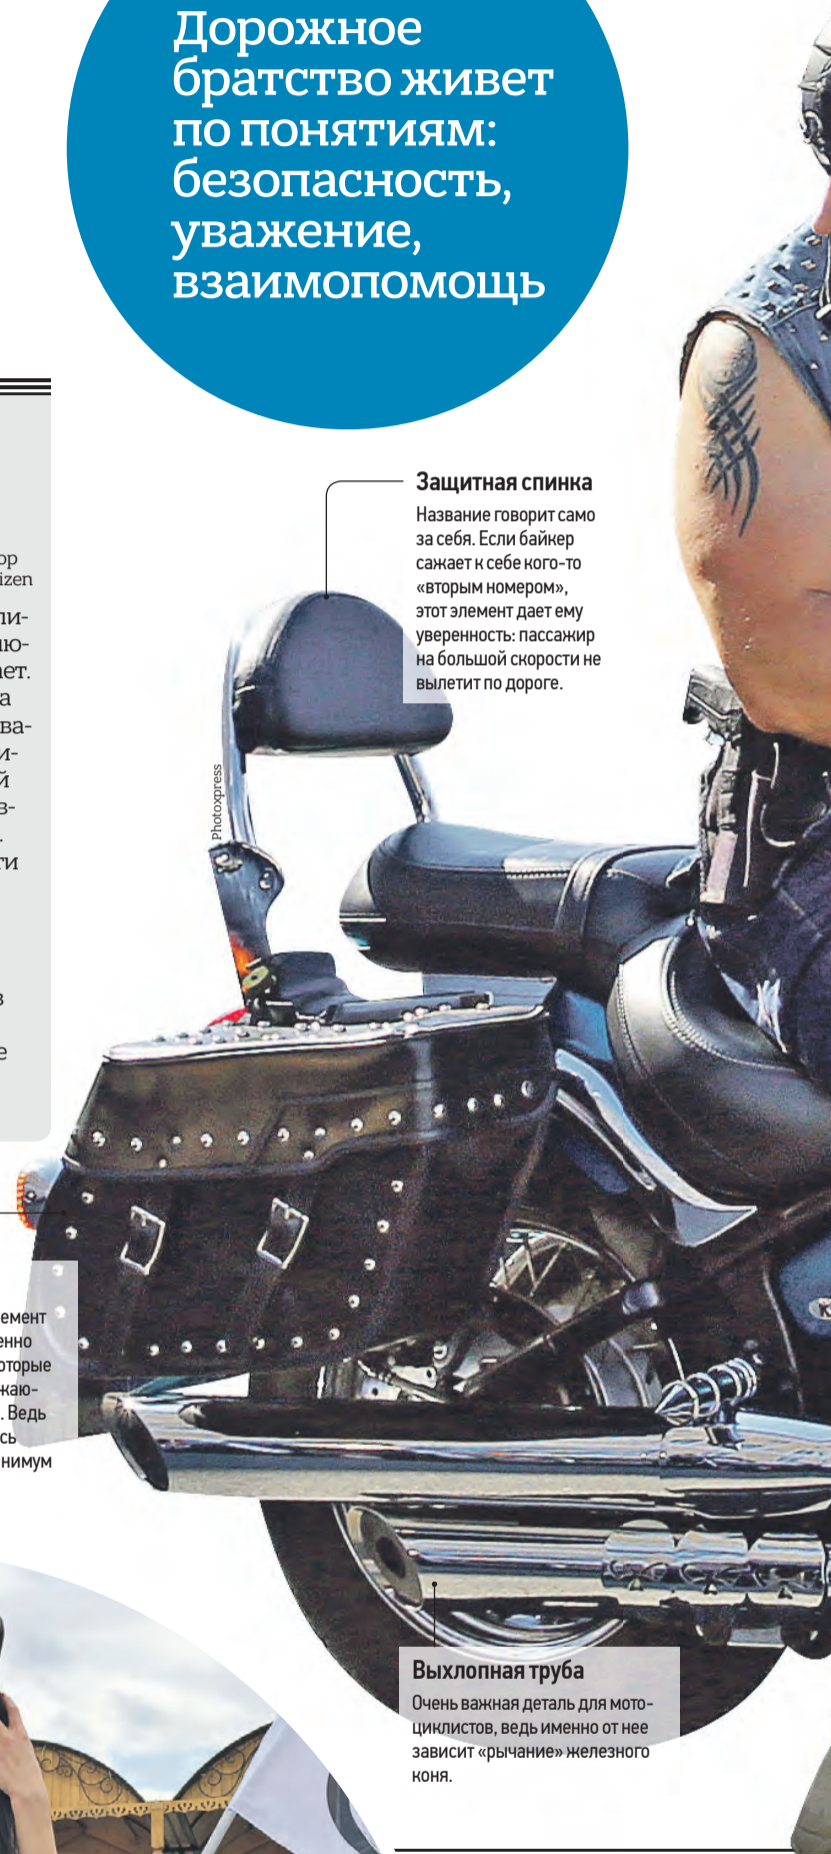 Дорожное
братство живет
по понятиям:
безопасность,
уважение,
взаимопомощь
Защитная спинка
Название говорит само
за себя. Если байкер
сажает к себе кого-то
«вторым номером»,
этот элемент дает ему
уверенность: пассажир
на большой скорости не
вылетит по дороге.
Photoxpress
Ведь
Выхлопная труба
Очень важная деталь для мото-
циклистов, ведь именно от нее
зависит «рычание» железного
коня.